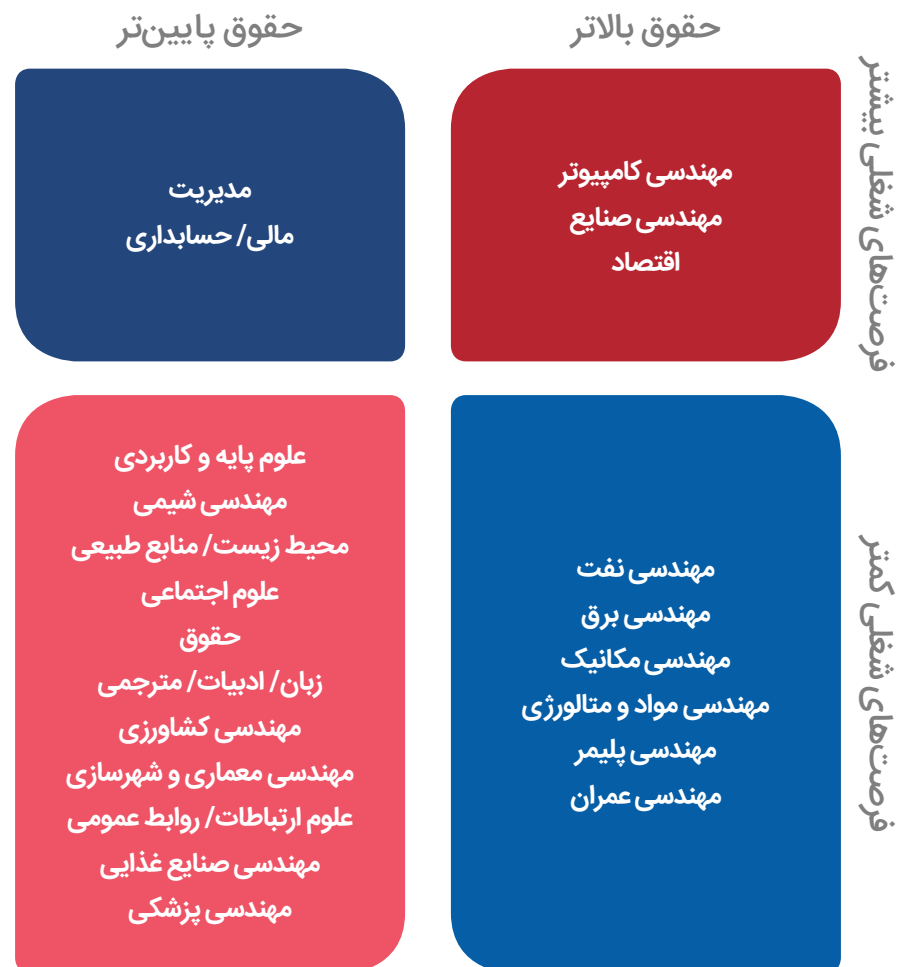 حقوق بالاتر
حقوق پایین‌تر
فرصت‌های شغلی بیشتر
مهندسی کامپیوتر
مهندسی صنایع
اقتصاد
مدیریت
مالی/ حسابداری
فرصت‌های شغلی کمتر
مهندسی نفت
مهندسی برق
مهندسی مکانیک
مهندسی مواد و متالورژی
مهندسی پلیمر
مهندسی عمران
علوم پایه و کاربردی
مهندسی شیمی
محیط زیست/ منابع طبیعی
علوم اجتماعی
حقوق
زبان/ ادبیات/ مترجمی
مهندسی کشاورزی
مهندسی معماری و شهرسازی
علوم ارتباطات/ روابط عمومی
مهندسی صنایع غذایی
مهندسی پزشکی